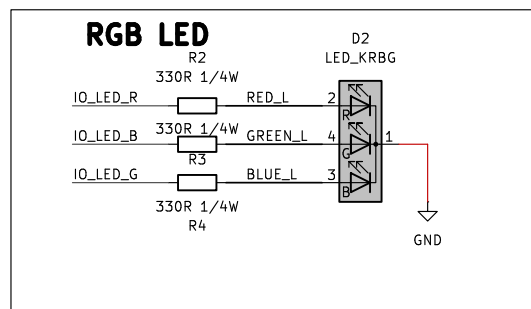 RGB LED
D2
LED_KRBG
R2
330R 1/4W
IO_LED_R
RED_L
2
R
330R 1/4W
IO_LED_B
GREEN_L
4
G
1
R3
IO_LED_G
BLUE_L
3
B
330R 1/4W
R4
GND